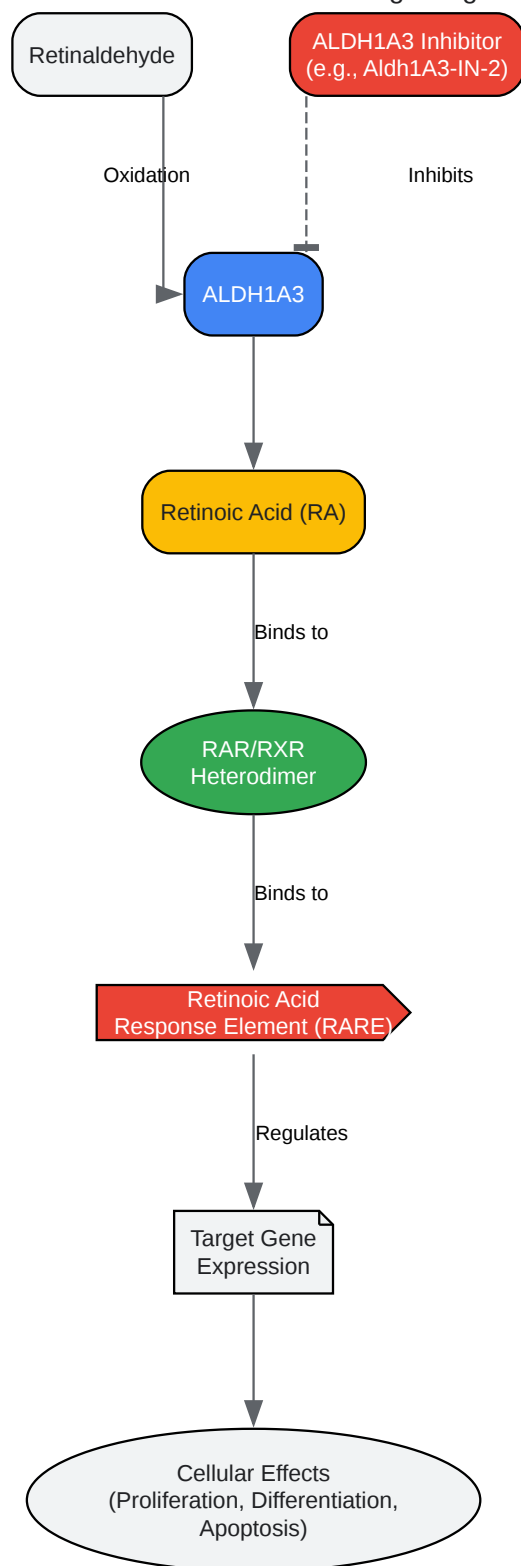 Retinaldehyde
ALDH1A3 Inhibitor
(e.g., Aldh1A3-IN-2)
Oxidation
Inhibits
ALDH1A3
Retinoic Acid (RA)
Binds to
RAR/RXR
Heterodimer
Binds to
Retinoic Acid
Response Element (RARE)
Regulates
Target Gene
Expression
Cellular Effects
(Proliferation, Differentiation,
Apoptosis)